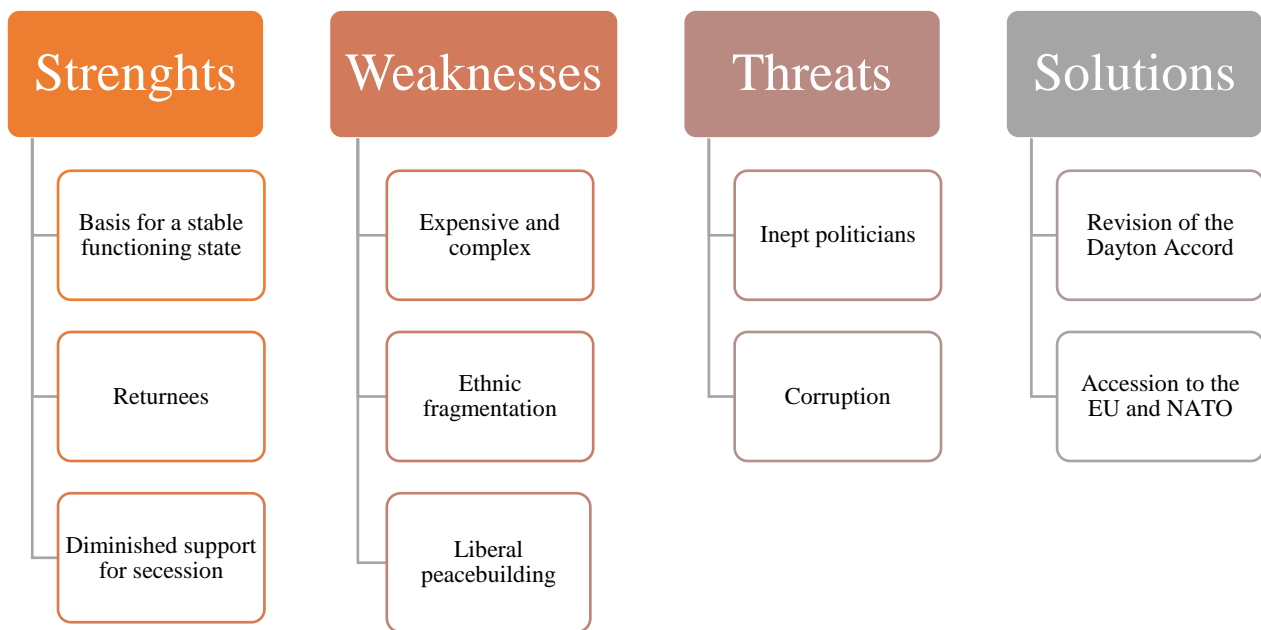 Strenghts
Basis for a stable
functioning state
Returnees
Diminished support
for secession
Weaknesses
Expensive and
complex
Ethnic
fragmentation
Liberal
peacebuilding
Threats
Inept politicians
Corruption
Solutions
Revision of the
Dayton Accord
Accession to the
EU and NATO